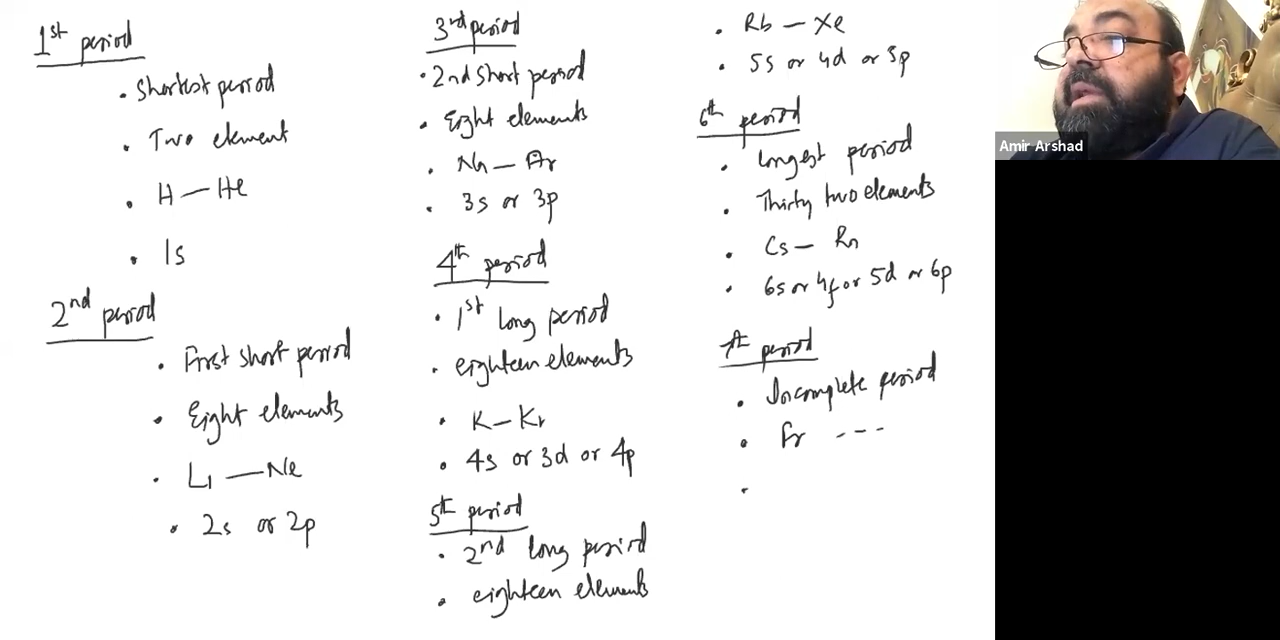 1st period
• Shortest period
• Two element
• H — He
• 1s
2nd period
• First short period
• Eight elements
• Li — Ne
• 2s or 2p
3rd period
• 2nd short period
• Eight elements
• Na — Ar
• 3s or 3p
4th period
• 1st long period
• eighteen elements
• K — Kr
• 4s or 3d or 4p
5th period
• 2nd long period
• eighteen elements
• Rb — Xe
• 5s or 4d or 5p
6th period
• longest period
• Thirty two elements
• Cs — Rn
• 6s or 4f or 5d or 6p
7th period
• Incomplete period
• Fr ---
•
Amir Arshad